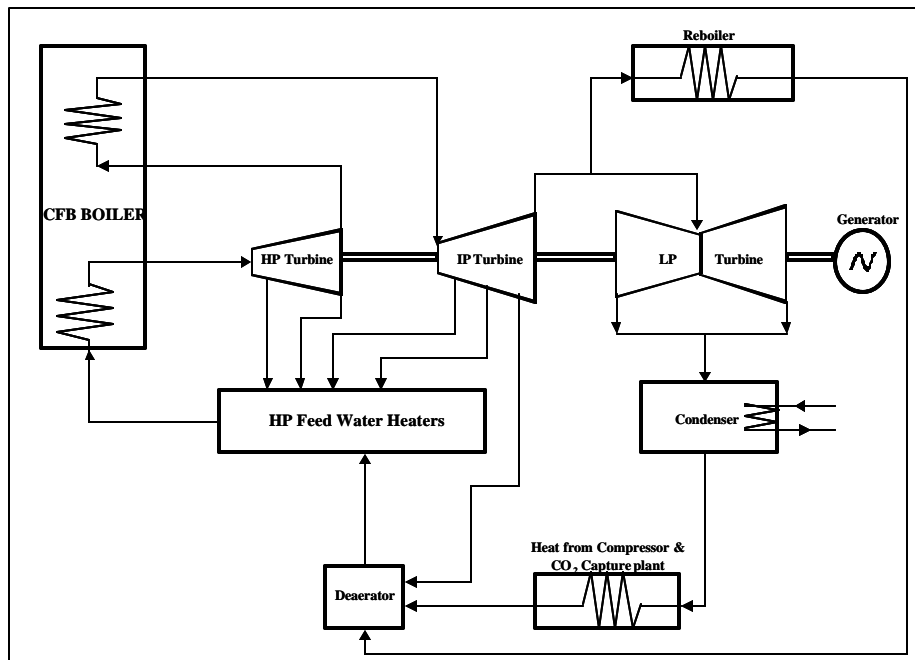 Reboiler
CFB BOILER
Generator
HP Turbine
IP Turbine
LP
Turbine
HP Feed Water Heaters
Condenser
Heat from Compressor &
CO2 Capture plant
Deaerator